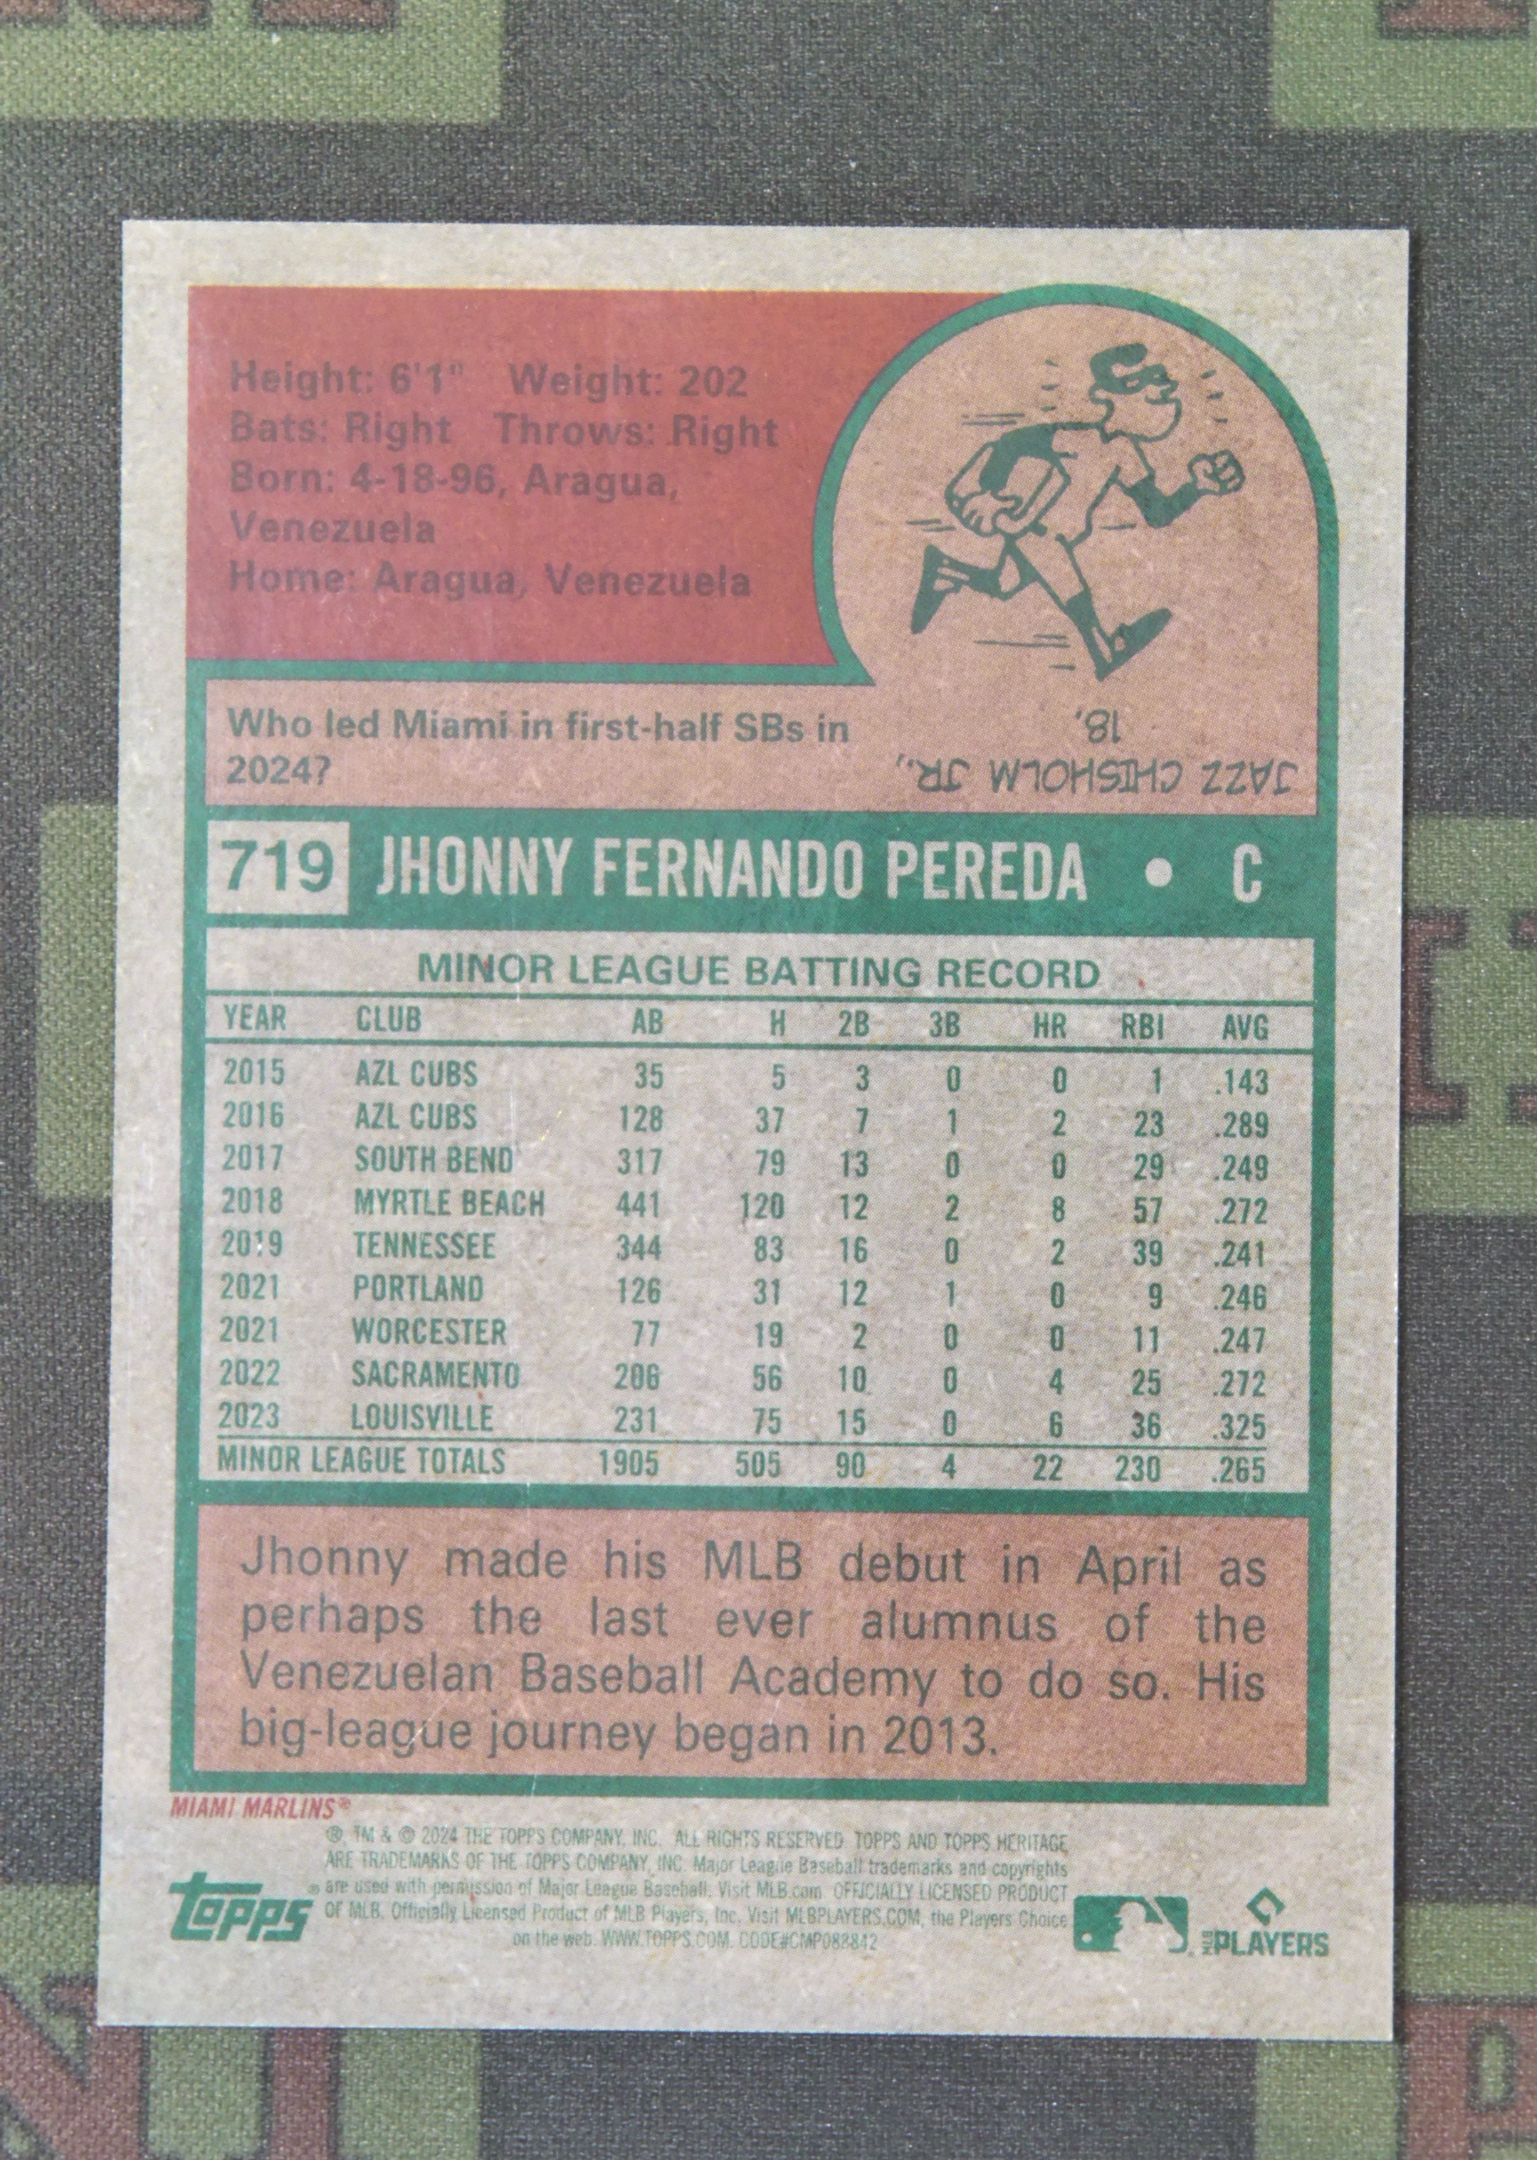 Height: 6'1" Weight: 202
Bats: Right Throws: Right
Born: 4-18-96, Aragua,
Venezuela
Home: Aragua, Venezuela
Who led Miami in first-half SBs in
2024?
JAZZ CHISHOLM JR.,
18.
719 JHONNY FERNANDO PEREDA • C
MINOR LEAGUE BATTING RECORD
YEAR CLUB AB H 2B 3B HR RBI AVG
2015 AZL CUBS 35 5 3 0 0 1 .143
2016 AZL CUBS 128 37 7 1 2 23 .289
2017 SOUTH BEND 317 79 13 0 0 29 .249
2018 MYRTLE BEACH 441 120 12 2 8 57 .272
2019 TENNESSEE 344 83 16 0 2 39 .241
2021 PORTLAND 126 31 12 1 0 9 .246
2021 WORCESTER 77 19 2 0 0 11 .247
2022 SACRAMENTO 206 56 10 0 4 25 .272
2023 LOUISVILLE 231 75 15 0 6 36 .325
MINOR LEAGUE TOTALS 1905 505 90 4 22 230 .265
Jhonny made his MLB debut in April as
perhaps the last ever alumnus of the
Venezuelan Baseball Academy to do so. His
big-league journey began in 2013.
MIAMI MARLINS®
®, TM & © 2024 THE TOPPS COMPANY, INC. ALL RIGHTS RESERVED. TOPPS AND TOPPS HERITAGE
ARE TRADEMARKS OF THE TOPPS COMPANY, INC. Major League Baseball trademarks and copyrights
are used with permission of Major League Baseball. Visit MLB.com. OFFICIALLY LICENSED PRODUCT
OF MLB. Officially Licensed Product of MLB Players, Inc. Visit MLBPLAYERS.COM, the Players Choice
on the web. WWW.TOPPS.COM. CODE#CMP088842
topps®
MLB PLAYERS